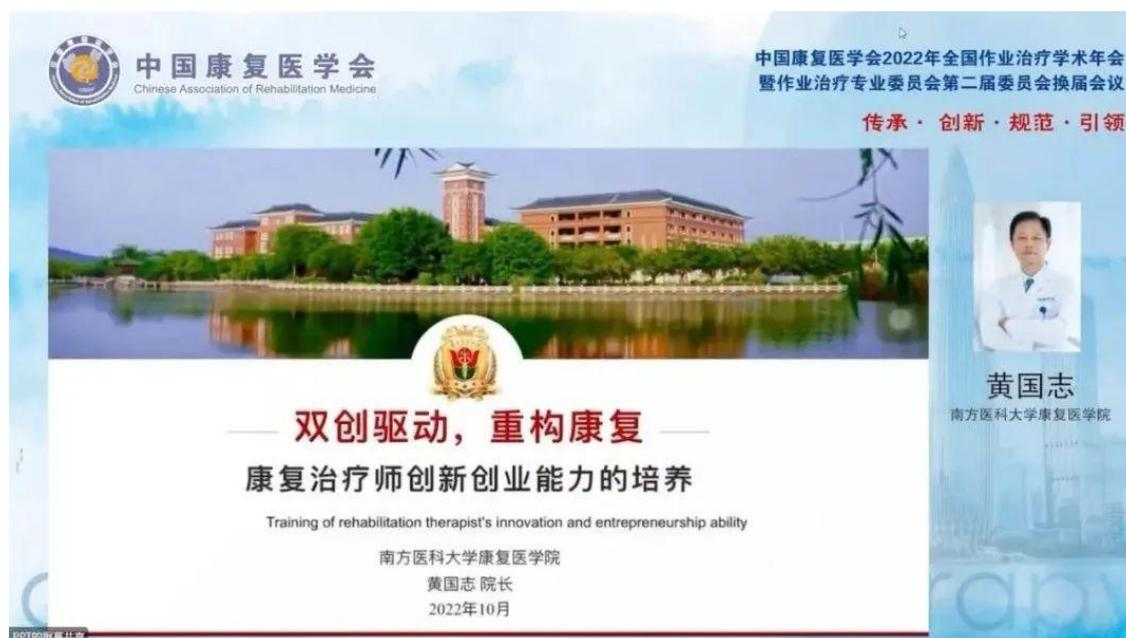 中国康复医学会
Chinese Association of Rehabilitation Medicine
中国康复医学会2022年全国作业治疗学术年会
暨作业治疗专业委员会第二届委员会换届会议
传承 · 创新 · 规范 · 引领
双创驱动，重构康复
康复治疗师创新创业能力的培养
Training of rehabilitation therapist's innovation and entrepreneurship ability
南方医科大学康复医学院
黄国志 院长
2022年10月
黄国志
南方医科大学康复医学院